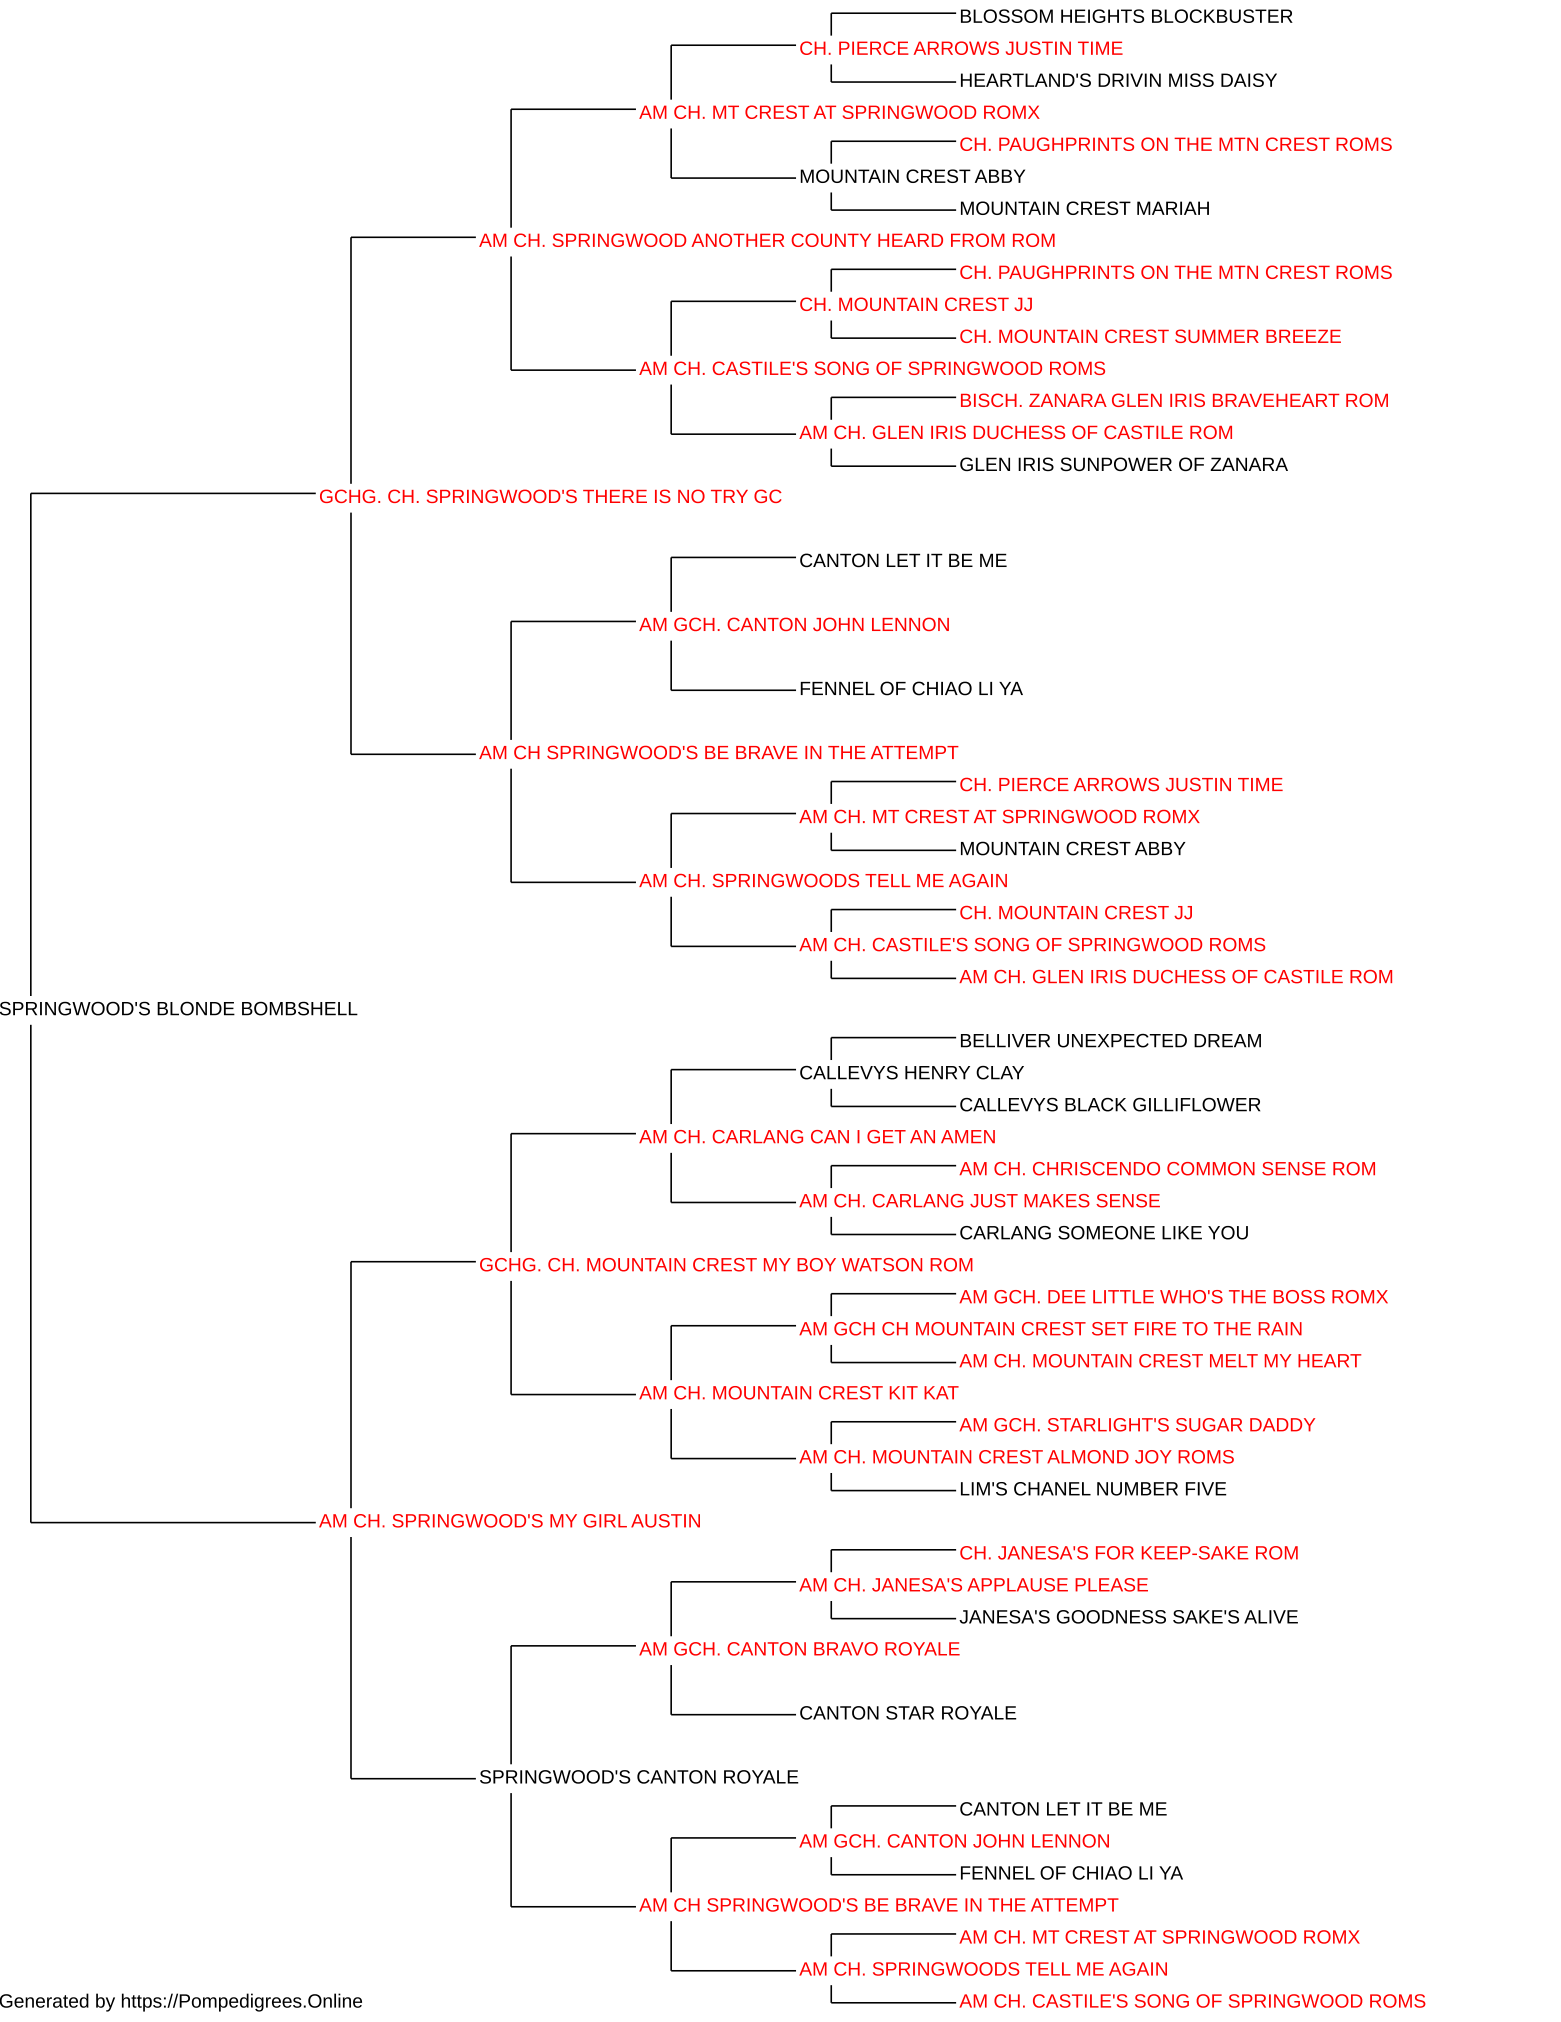 BLOSSOM HEIGHTS BLOCKBUSTER
CH. PIERCE ARROWS JUSTIN TIME
HEARTLAND'S DRIVIN MISS DAISY
AM CH. MT CREST AT SPRINGWOOD ROMX
CH. PAUGHPRINTS ON THE MTN CREST ROMS
MOUNTAIN CREST ABBY
MOUNTAIN CREST MARIAH
AM CH. SPRINGWOOD ANOTHER COUNTY HEARD FROM ROM
CH. PAUGHPRINTS ON THE MTN CREST ROMS
CH. MOUNTAIN CREST JJ
CH. MOUNTAIN CREST SUMMER BREEZE
AM CH. CASTILE'S SONG OF SPRINGWOOD ROMS
BISCH. ZANARA GLEN IRIS BRAVEHEART ROM
AM CH. GLEN IRIS DUCHESS OF CASTILE ROM
GLEN IRIS SUNPOWER OF ZANARA
GCHG. CH. SPRINGWOOD'S THERE IS NO TRY GC
CANTON LET IT BE ME
AM GCH. CANTON JOHN LENNON
FENNEL OF CHIAO LI YA
AM CH SPRINGWOOD'S BE BRAVE IN THE ATTEMPT
CH. PIERCE ARROWS JUSTIN TIME
AM CH. MT CREST AT SPRINGWOOD ROMX
MOUNTAIN CREST ABBY
AM CH. SPRINGWOODS TELL ME AGAIN
CH. MOUNTAIN CREST JJ
AM CH. CASTILE'S SONG OF SPRINGWOOD ROMS
AM CH. GLEN IRIS DUCHESS OF CASTILE ROM
SPRINGWOOD'S BLONDE BOMBSHELL
BELLIVER UNEXPECTED DREAM
CALLEVYS HENRY CLAY
CALLEVYS BLACK GILLIFLOWER
AM CH. CARLANG CAN I GET AN AMEN
AM CH. CHRISCENDO COMMON SENSE ROM
AM CH. CARLANG JUST MAKES SENSE
CARLANG SOMEONE LIKE YOU
GCHG. CH. MOUNTAIN CREST MY BOY WATSON ROM
AM GCH. DEE LITTLE WHO'S THE BOSS ROMX
AM GCH CH MOUNTAIN CREST SET FIRE TO THE RAIN
AM CH. MOUNTAIN CREST MELT MY HEART
AM CH. MOUNTAIN CREST KIT KAT
AM GCH. STARLIGHT'S SUGAR DADDY
AM CH. MOUNTAIN CREST ALMOND JOY ROMS
LIM'S CHANEL NUMBER FIVE
AM CH. SPRINGWOOD'S MY GIRL AUSTIN
CH. JANESA'S FOR KEEP-SAKE ROM
AM CH. JANESA'S APPLAUSE PLEASE
JANESA'S GOODNESS SAKE'S ALIVE
AM GCH. CANTON BRAVO ROYALE
CANTON STAR ROYALE
SPRINGWOOD'S CANTON ROYALE
CANTON LET IT BE ME
AM GCH. CANTON JOHN LENNON
FENNEL OF CHIAO LI YA
AM CH SPRINGWOOD'S BE BRAVE IN THE ATTEMPT
AM CH. MT CREST AT SPRINGWOOD ROMX
AM CH. SPRINGWOODS TELL ME AGAIN
AM CH. CASTILE'S SONG OF SPRINGWOOD ROMS
Generated by https://Pompedigrees.Online